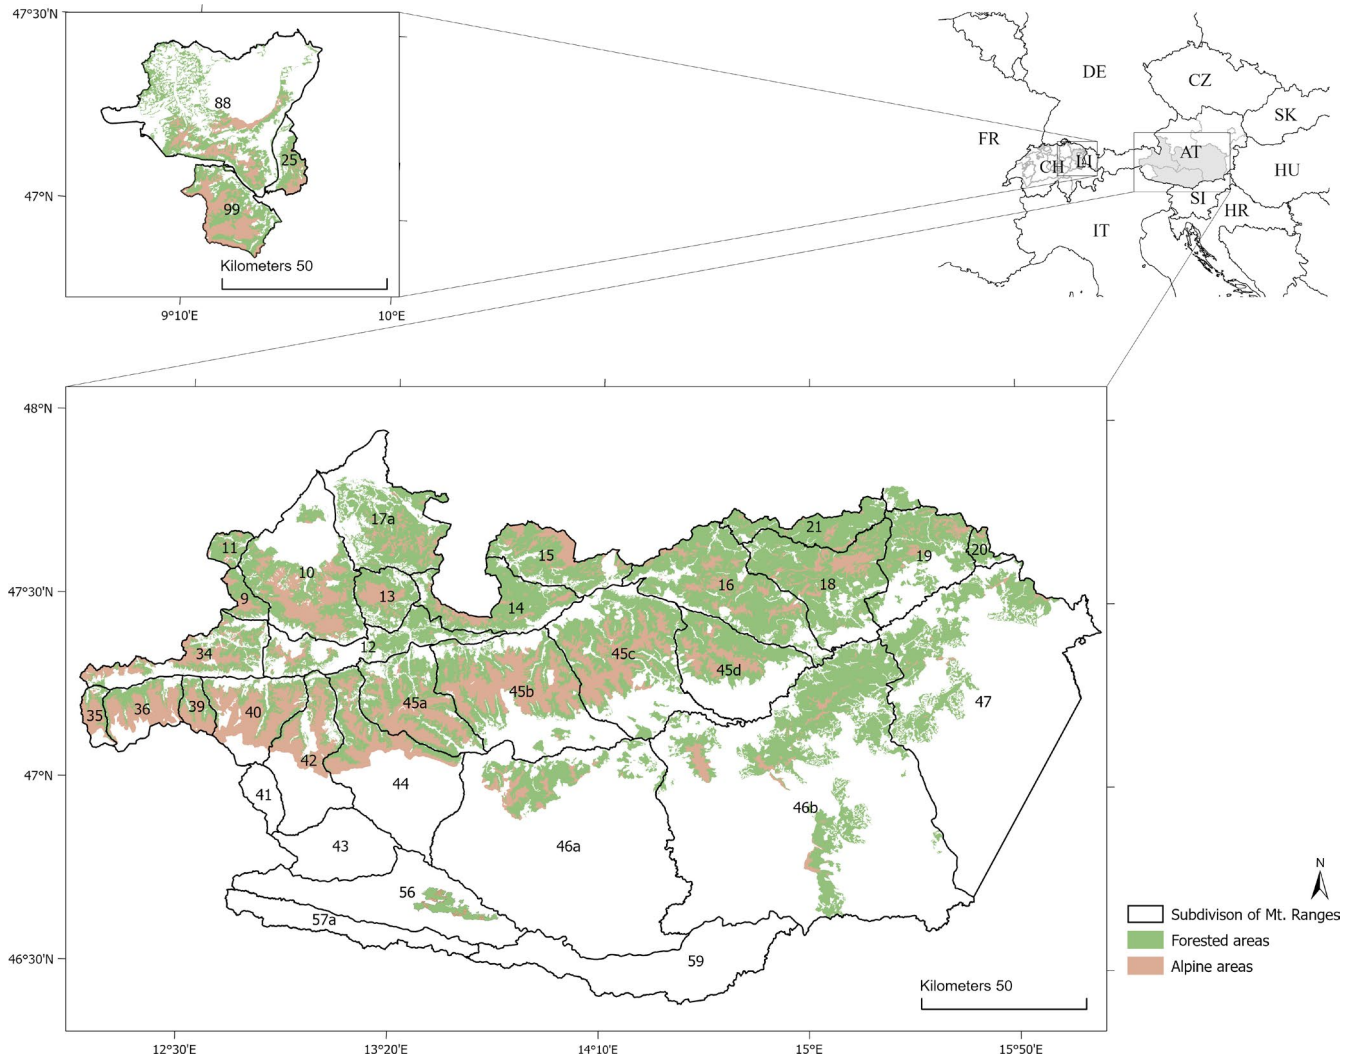 47°30'N
88
25
47°N
99
Kilometers 50
9°10'E
10°E
DE
CZ
SK
FR
CH
LI
AT
HU
SI
HR
IT
48°N
17a
21
11
10
15
19
20
9
13
16
18
47°30'N
14
12
34
45c
45d
35
36
39
40
45a
45b
47
42
47°N
41
44
46b
43
46a
56
57a
N
Subdivison of Mt. Ranges
Forested areas
Alpine areas
46°30'N
59
Kilometers 50
12°30'E
13°20'E
14°10'E
15°E
15°50'E